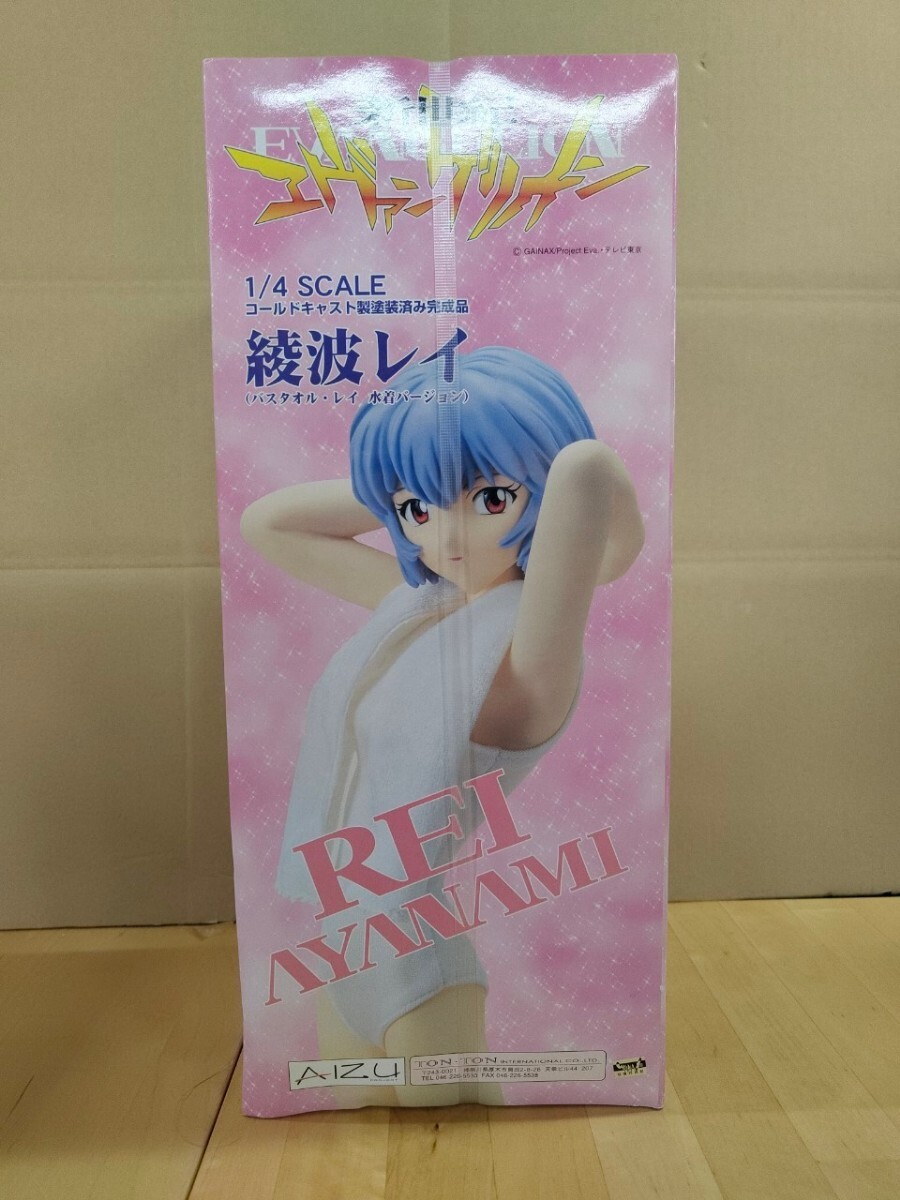 エヴァンゲリオン
© GAINAX/Project Eva.・テレビ東京
1/4 SCALE
コールドキャスト製塗装済み完成品
綾波レイ
(バスタオル・レイ 水着バージョン)
REI
AYANAMI
AIZU
TON-TON INTERNATIONAL CO.,LTD.